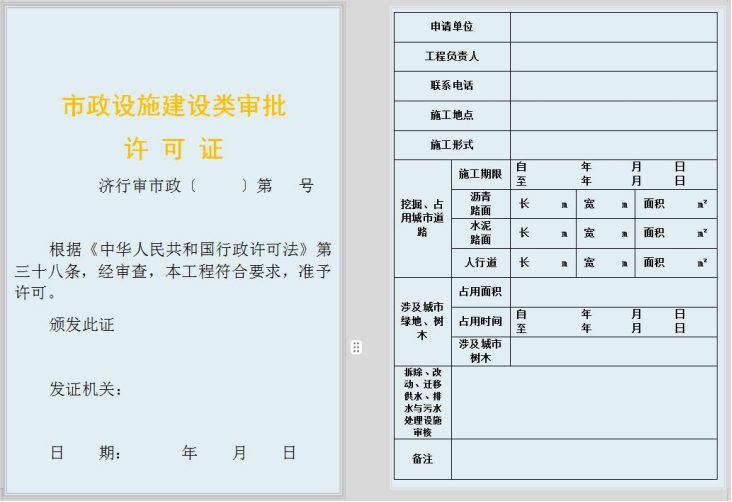 市政设施建设类审批
许 可 证
济行审市政〔 〕第 号
根据《中华人民共和国行政许可法》第
三十八条，经审查，本工程符合要求，准予
许可。
颁发此证
发证机关：
日 期： 年 月 日
申请单位
工程负责人
联系电话
施工地点
施工形式
挖掘、占
用城市道
路
施工期限
自 年 月 日
至 年 月 日
沥青
路面
长 m 宽 m 面积 m²
水泥
路面
长 m 宽 m 面积 m²
人行道
长 m 宽 m 面积 m²
涉及城市
绿地、树
木
占用面积
占用时间
自 年 月 日
至 年 月 日
涉及城市
树木
拆除、改
动、迁移
供水、排
水与污水
处理设施
审核
备注